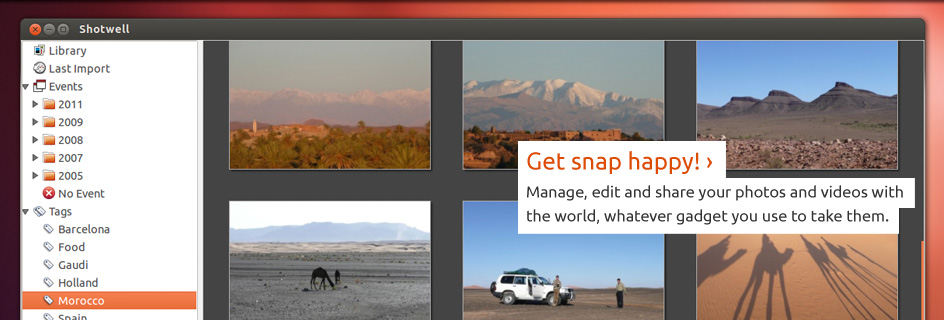 Shotwell
Library
Last Import
Events
2011
2009
2008
2007
2005
No Event
Tags
Barcelona
Food
Gaudi
Holland
Morocco
Spain
Get snap happy! ›
Manage, edit and share your photos and videos with
the world, whatever gadget you use to take them.